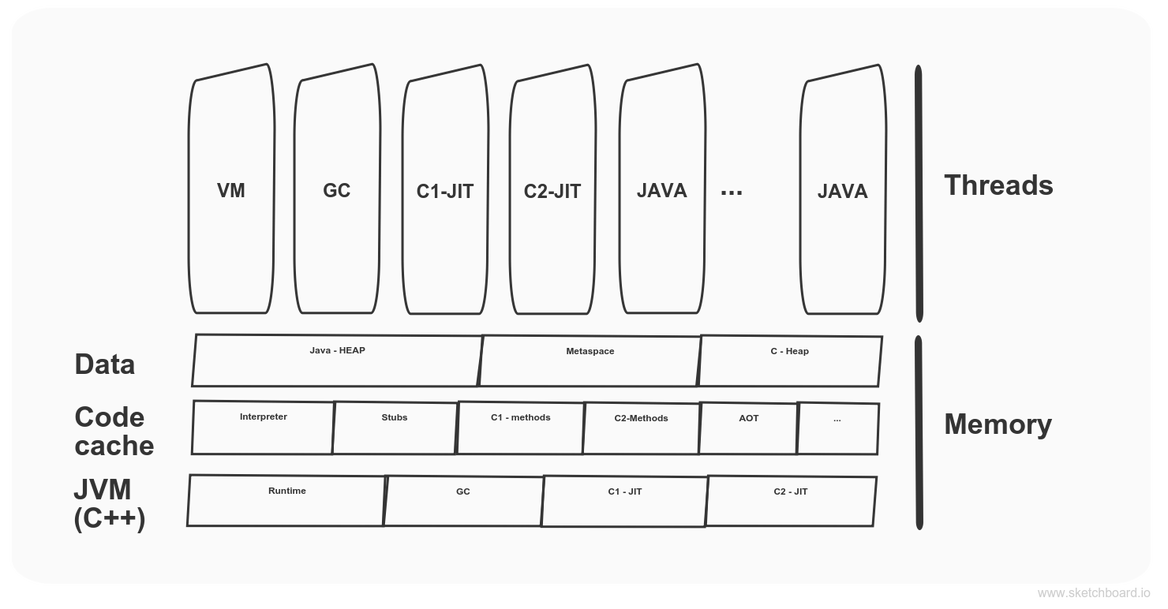 VM
GC
C1-JIT
C2-JIT
JAVA
...
JAVA
Threads
Data
Java - HEAP
Metaspace
C - Heap
Code
cache
Interpreter
Stubs
C1 - methods
C2-Methods
AOT
...
Memory
JVM
(C++)
Runtime
GC
C1 - JIT
C2 - JIT
www.sketchboard.io